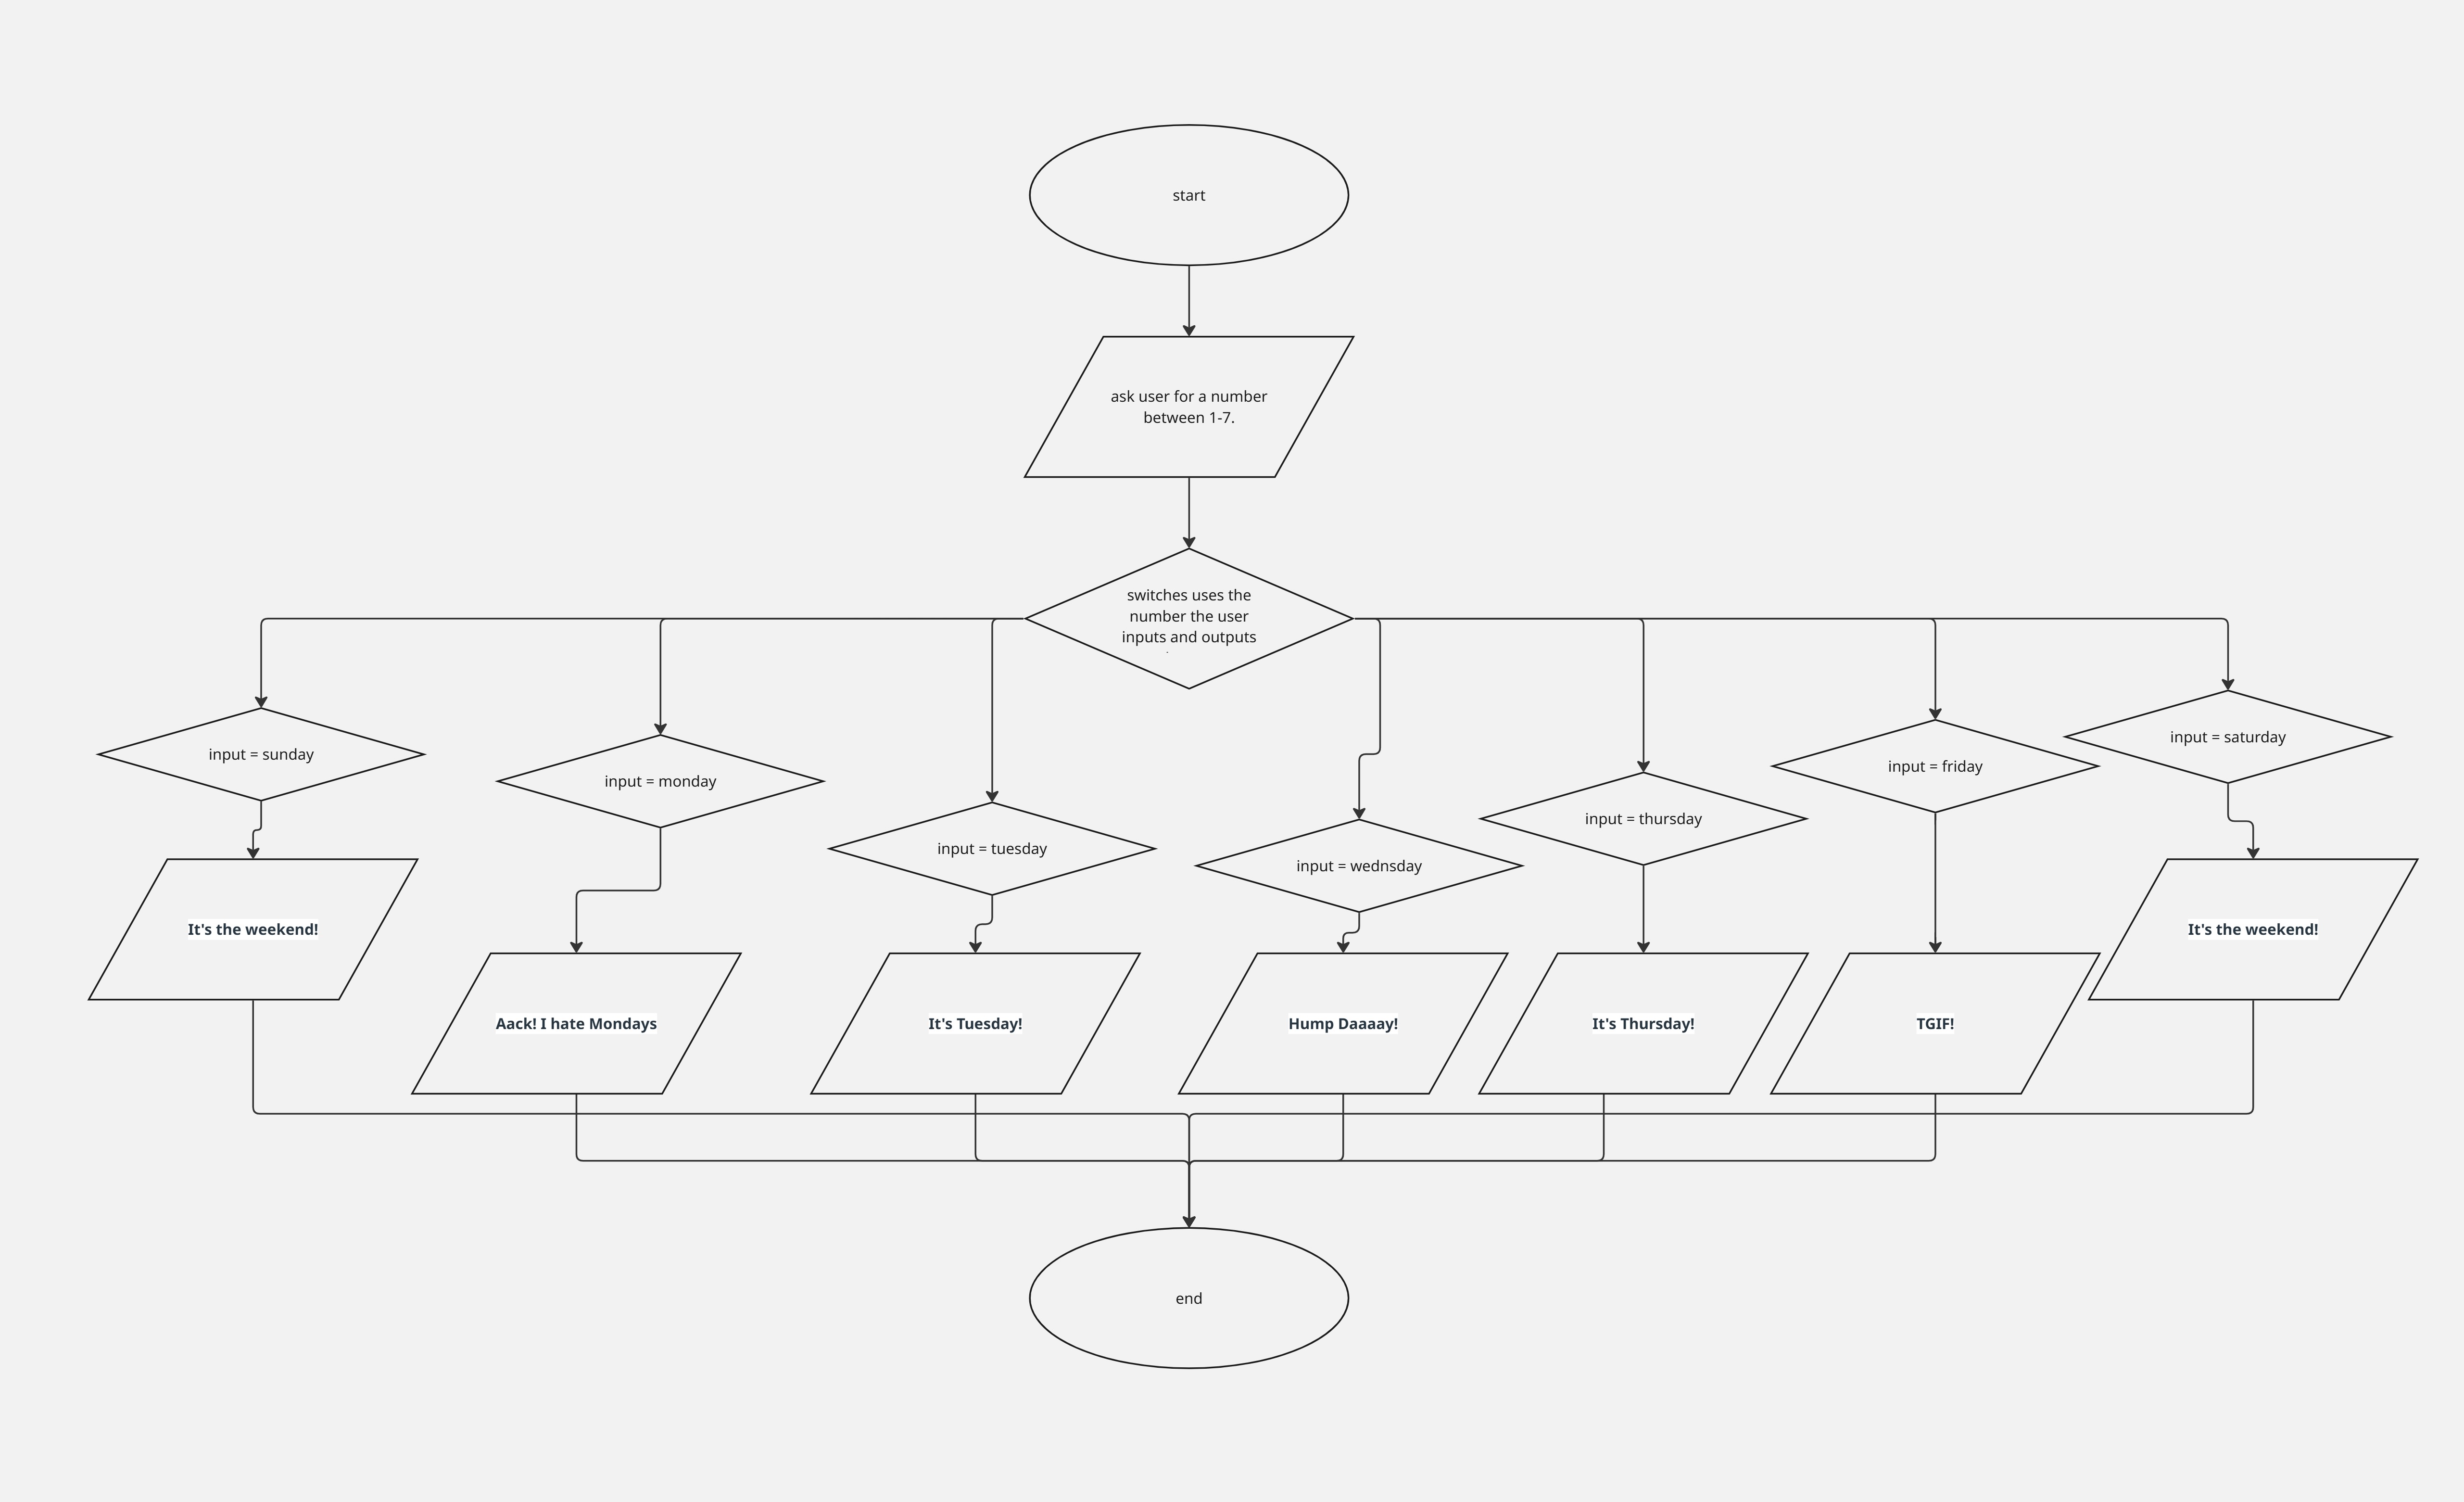 start
ask user for a number
between 1-7.
switches uses the
number the user
inputs and outputs
input = sunday
input = monday
input = tuesday
input = wednsday
input = thursday
input = friday
input = saturday
It's the weekend!
Aack! I hate Mondays
It's Tuesday!
Hump Daaaay!
It's Thursday!
TGIF!
It's the weekend!
end